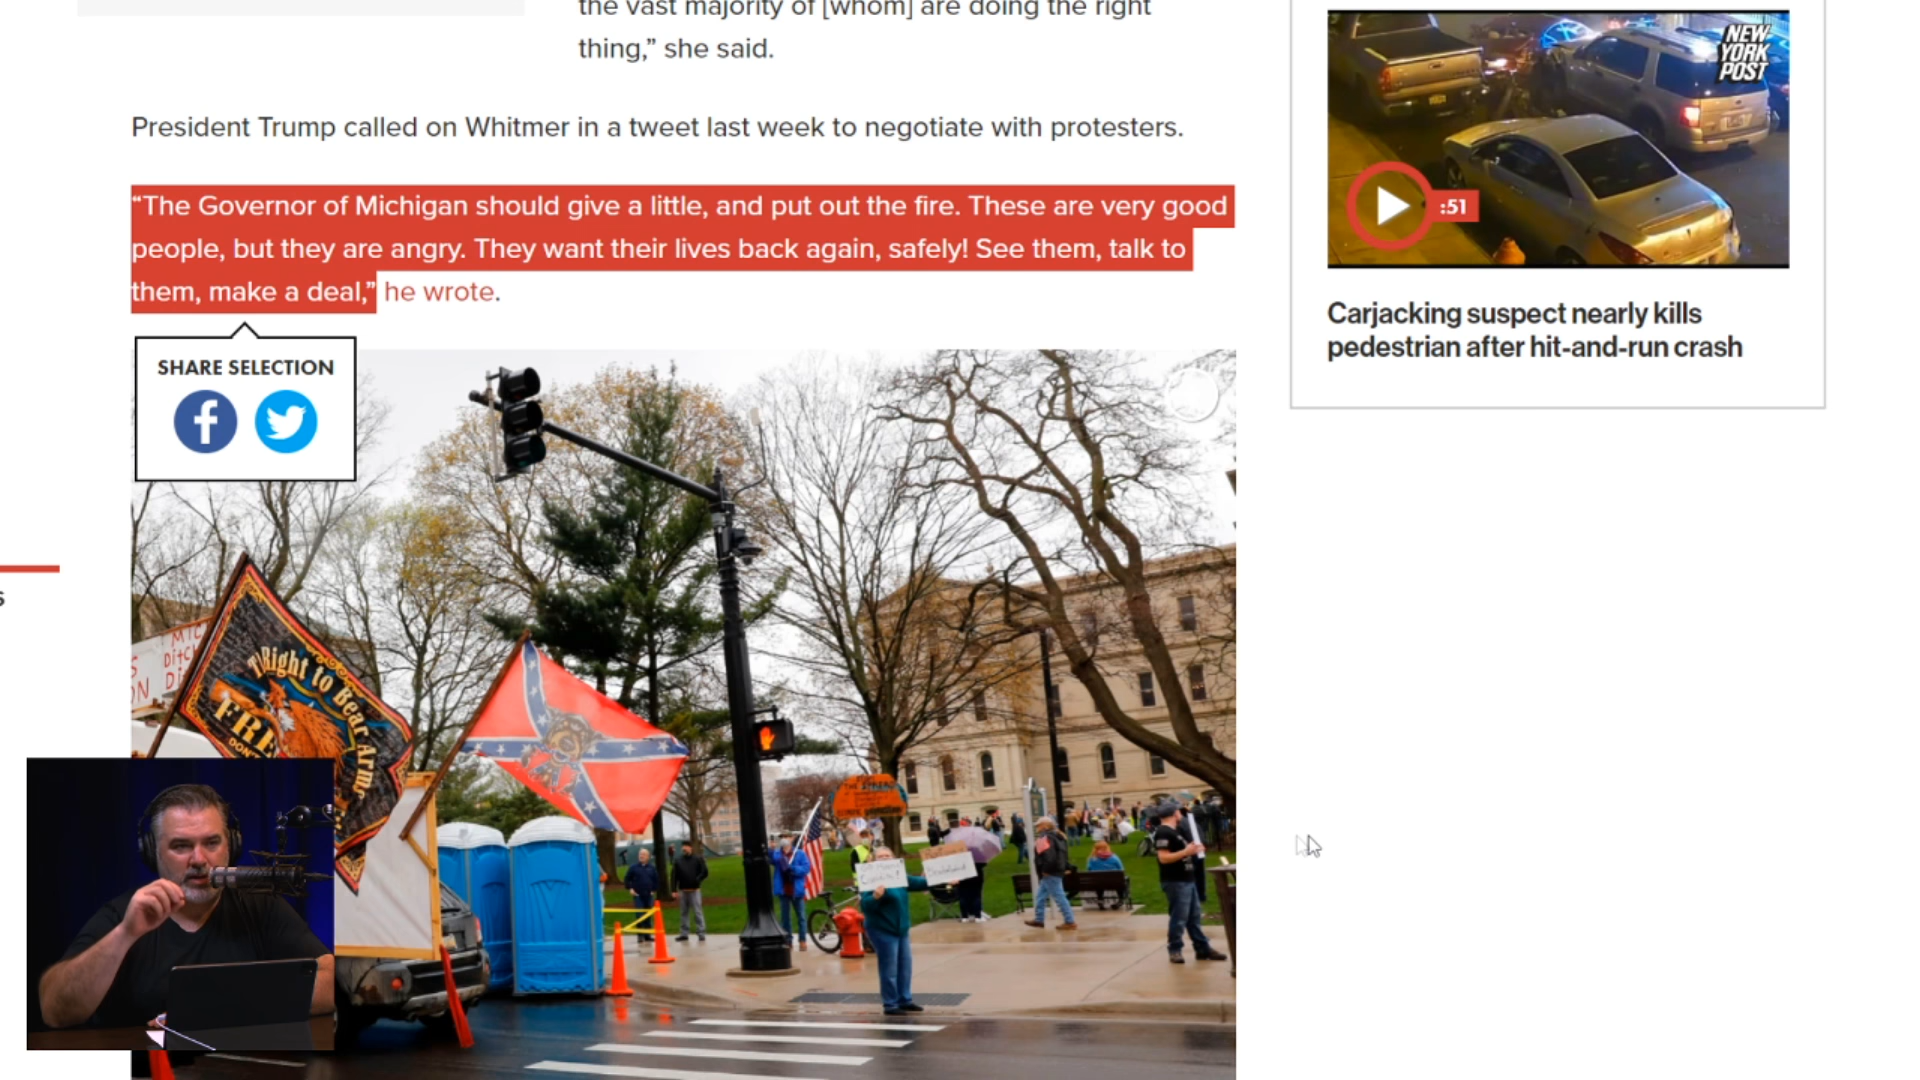 the vast majority of [whom] are doing the right
thing,” she said.
President Trump called on Whitmer in a tweet last week to negotiate with protesters.
“The Governor of Michigan should give a little, and put out the fire. These are very good
people, but they are angry. They want their lives back again, safely! See them, talk to
them, make a deal,” he wrote.
SHARE SELECTION
NEW
YORK
POST
:51
Carjacking suspect nearly kills
pedestrian after hit-and-run crash
s
Right to Bear Arms